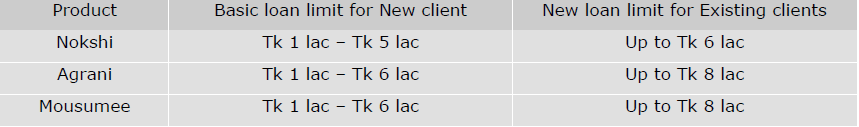 Product Basic loan limit for New client New loan limit for Existing clients
Nokshi Tk 1 lac – Tk 5 lac Up to Tk 6 lac
Agrani Tk 1 lac – Tk 6 lac Up to Tk 8 lac
Mousumee Tk 1 lac – Tk 6 lac Up to Tk 8 lac